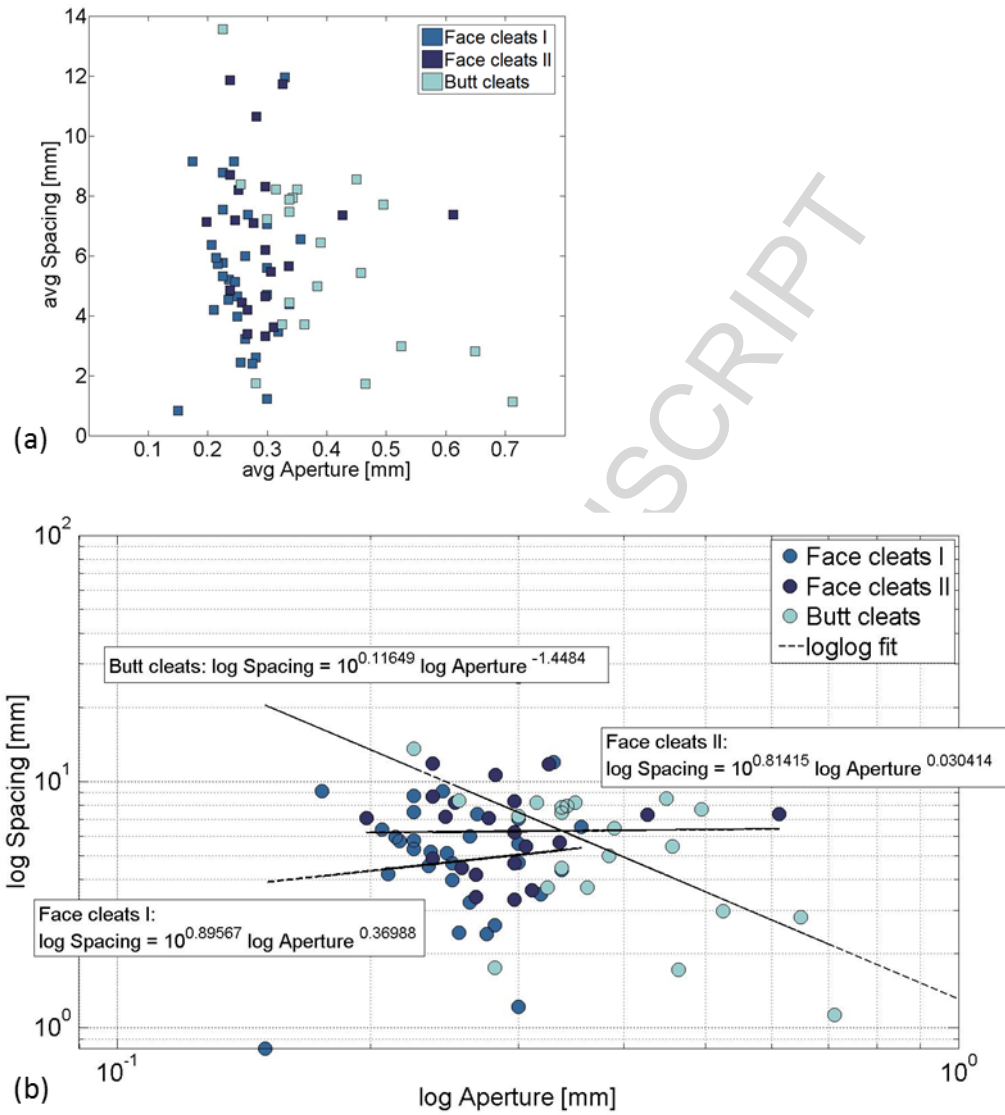 14
12
10
8
6
4
2
0
avg Spacing [mm]
Face cleats I
Face cleats II
Butt cleats
0.1 0.2 0.3 0.4 0.5 0.6 0.7
avg Aperture [mm]
(a)
NUSCRIPT
10^2
10^1
10^0
log Spacing [mm]
Face cleats I
Face cleats II
Butt cleats
loglog fit
Butt cleats: log Spacing = 10^0.11649 log Aperture^-1.4484
Face cleats II:
log Spacing = 10^0.81415 log Aperture^0.030414
Face cleats I:
log Spacing = 10^0.89567 log Aperture^0.36988
10^-1 10^0
log Aperture [mm]
(b)